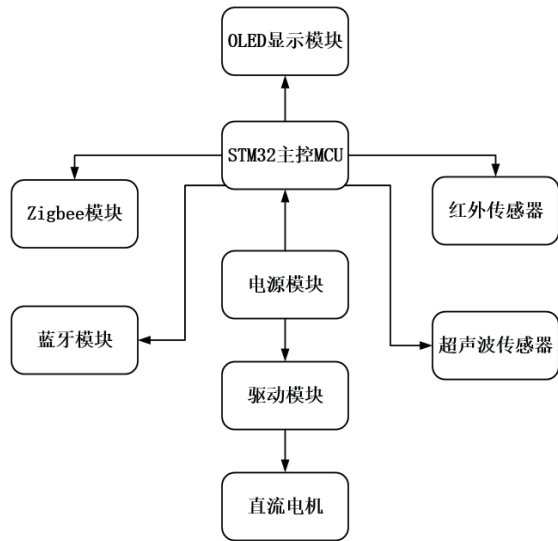 OLED显示模块
STM32主控MCU
Zigbee模块
红外传感器
电源模块
蓝牙模块
超声波传感器
驱动模块
直流电机